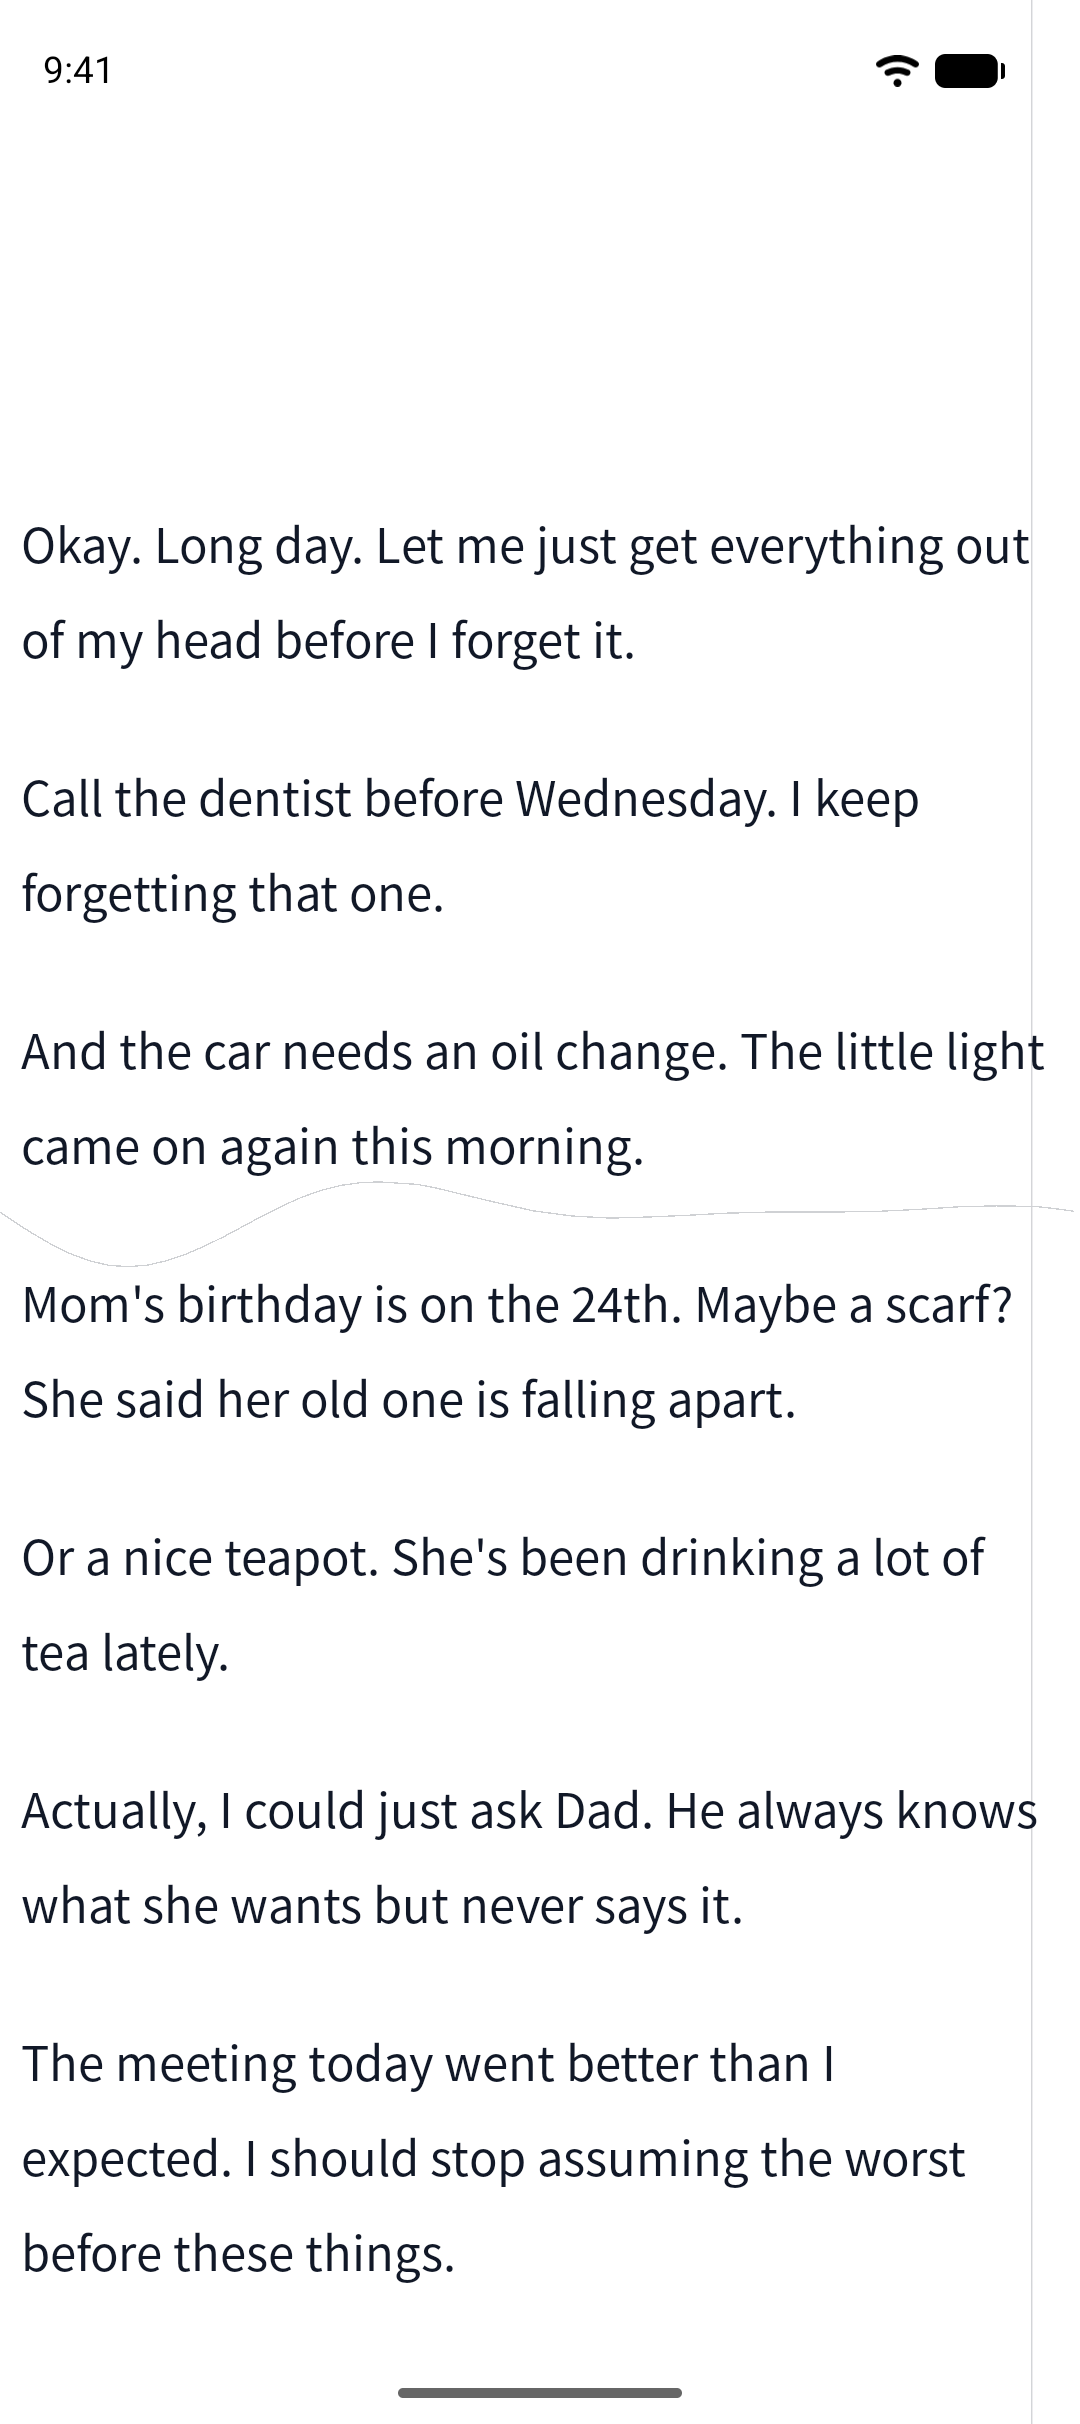 9:41
Okay. Long day. Let me just get everything out
of my head before I forget it.
Call the dentist before Wednesday. I keep
forgetting that one.
And the car needs an oil change. The little light
came on again this morning.
Mom's birthday is on the 24th. Maybe a scarf?
She said her old one is falling apart.
Or a nice teapot. She's been drinking a lot of
tea lately.
Actually, I could just ask Dad. He always knows
what she wants but never says it.
The meeting today went better than I
expected. I should stop assuming the worst
before these things.